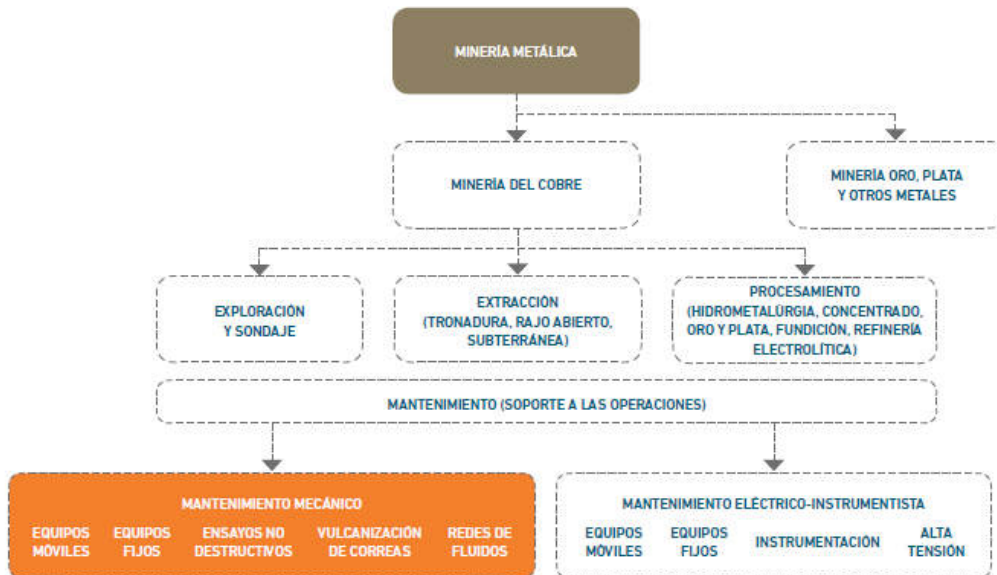 MINERÍA METÁLICA
MINERÍA DEL COBRE
MINERÍA ORO, PLATA
Y OTROS METALES
EXPLORACIÓN
Y SONDAJE
EXTRACCIÓN
(TRONADURA, RAJO ABIERTO,
SUBTERRÁNEA)
PROCESAMIENTO
(HIDROMETALÚRGIA, CONCENTRADO,
ORO Y PLATA, FUNDICIÓN, REFINERÍA
ELECTROLÍTICA)
MANTENIMIENTO (SOPORTE A LAS OPERACIONES)
MANTENIMIENTO MECÁNICO
EQUIPOS
MÓVILES
EQUIPOS
FIJOS
ENSAYOS NO
DESTRUCTIVOS
VULCANIZACIÓN
DE CORREAS
REDES DE
FLUIDOS
MANTENIMIENTO ELÉCTRICO-INSTRUMENTISTA
EQUIPOS
MÓVILES
EQUIPOS
FIJOS
INSTRUMENTACIÓN
ALTA
TENSIÓN